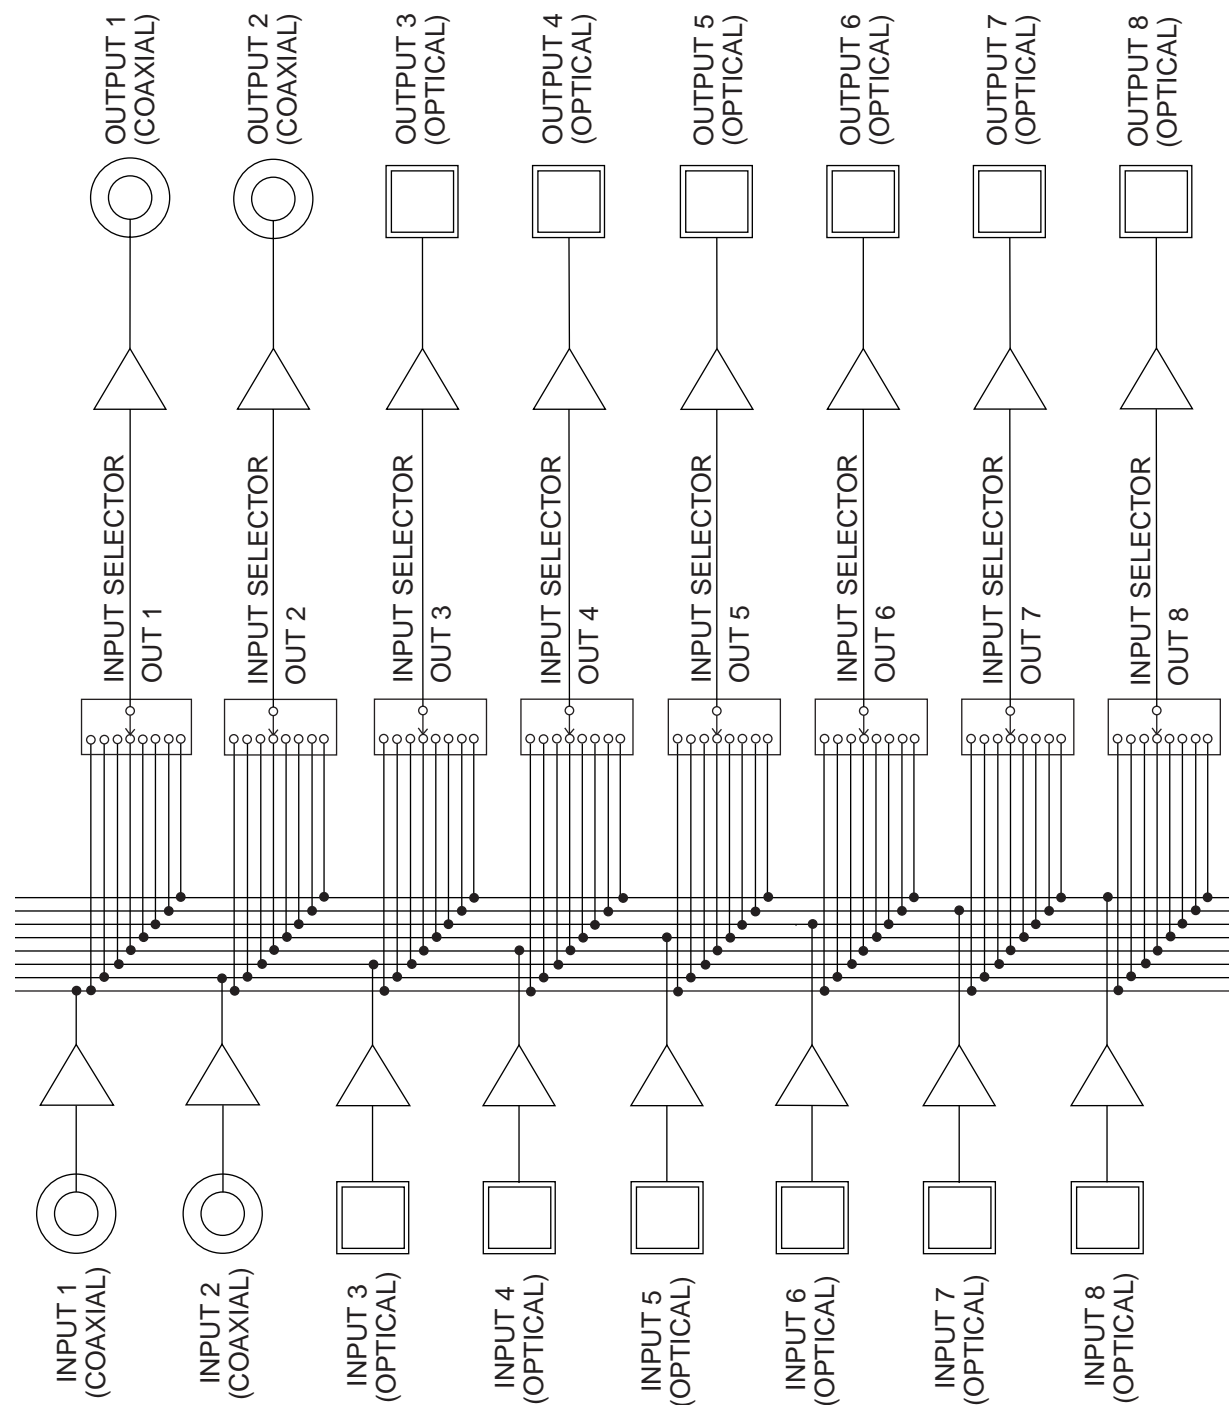 OUTPUT 1
(COAXIAL)
OUTPUT 2
(COAXIAL)
OUTPUT 3
(OPTICAL)
OUTPUT 4
(OPTICAL)
OUTPUT 5
(OPTICAL)
OUTPUT 6
(OPTICAL)
OUTPUT 7
(OPTICAL)
OUTPUT 8
(OPTICAL)
INPUT SELECTOR
OUT 1
INPUT SELECTOR
OUT 2
INPUT SELECTOR
OUT 3
INPUT SELECTOR
OUT 4
INPUT SELECTOR
OUT 5
INPUT SELECTOR
OUT 6
INPUT SELECTOR
OUT 7
INPUT SELECTOR
OUT 8
INPUT 1
(COAXIAL)
INPUT 2
(COAXIAL)
INPUT 3
(OPTICAL)
INPUT 4
(OPTICAL)
INPUT 5
(OPTICAL)
INPUT 6
(OPTICAL)
INPUT 7
(OPTICAL)
INPUT 8
(OPTICAL)